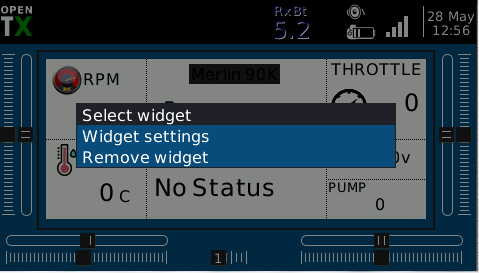 OPEN
TX
RxBt
5.2
28 May
12:56
RPM
Merlin 90K
THROTTLE
0
Select widget
Widget settings
Remove widget
0v
0 C
No Status
PUMP
0
1